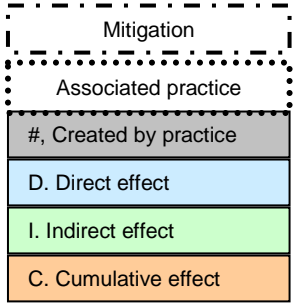 Mitigation
Associated practice
#, Created by practice
D. Direct effect
I. Indirect effect
C. Cumulative effect